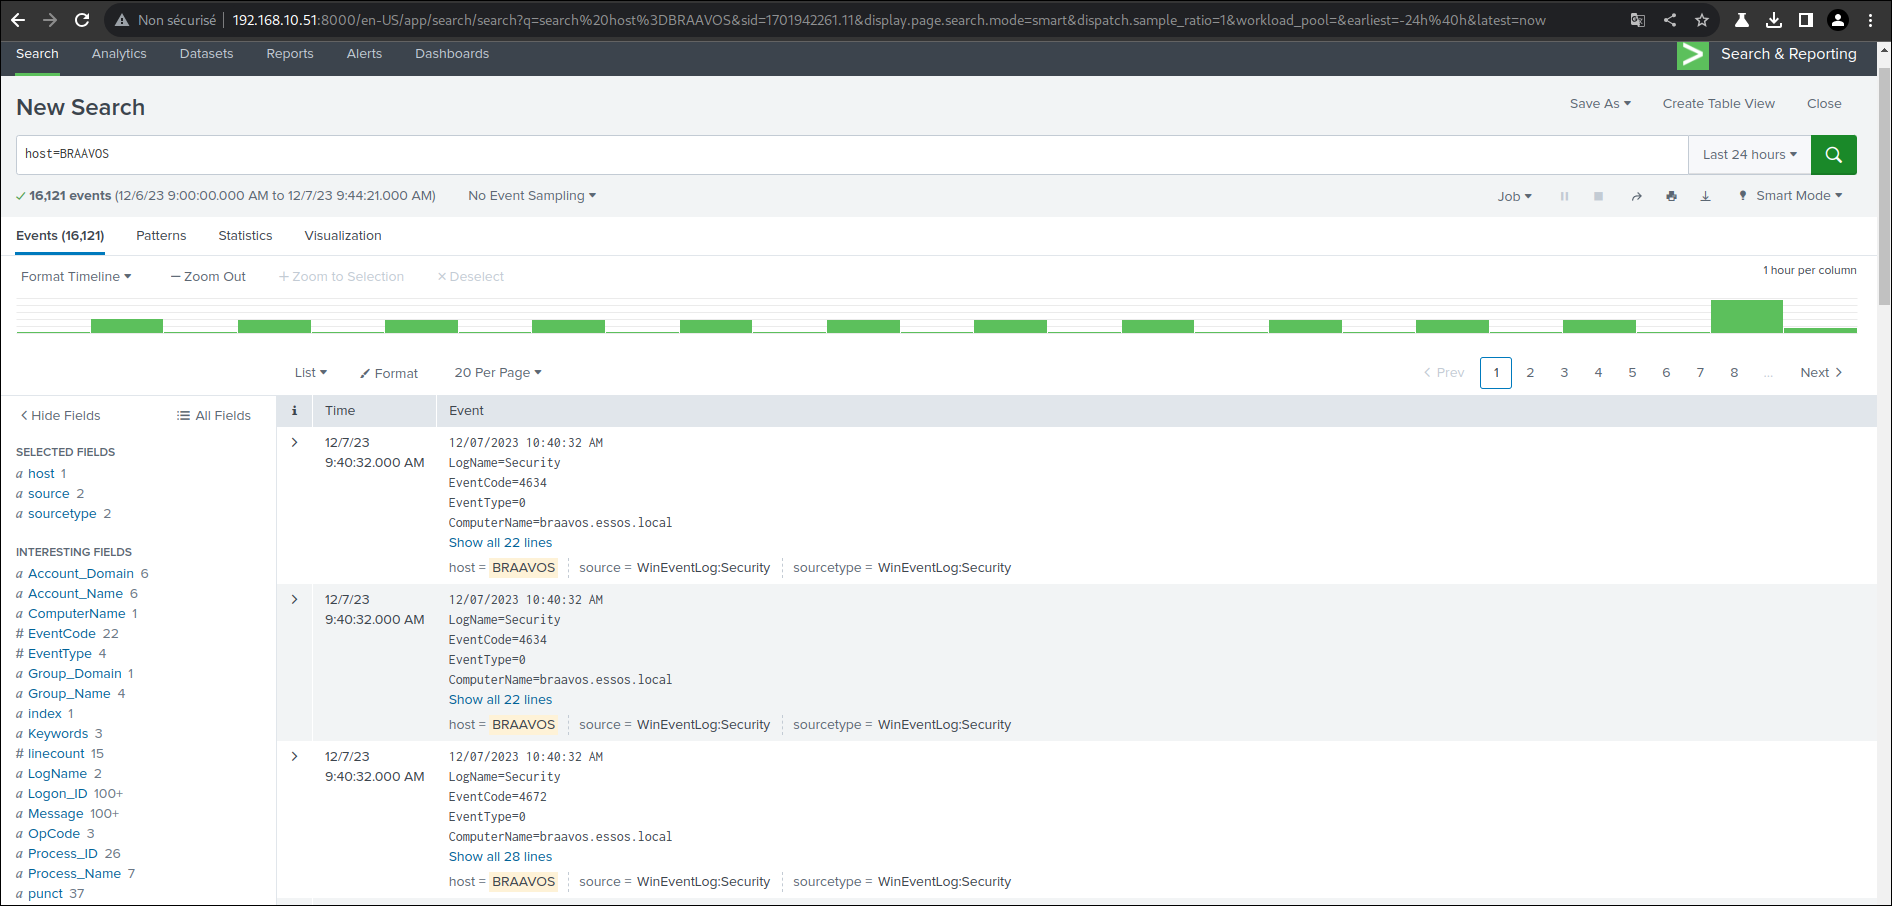 Non sécurisé 192.168.10.51:8000/en-US/app/search/search?q=search%20host%3DBRAAVOS&sid=1701942261.11&display.page.search.mode=smart&dispatch.sample_ratio=1&workload_pool=&earliest=-24h%40h&latest=now
Search Analytics Datasets Reports Alerts Dashboards > Search & Reporting
New Search Save As Create Table View Close
host=BRAAVOS Last 24 hours
✓ 16,121 events (12/6/23 9:00:00.000 AM to 12/7/23 9:44:21.000 AM) No Event Sampling Job Smart Mode
Events (16,121) Patterns Statistics Visualization
Format Timeline — Zoom Out + Zoom to Selection × Deselect 1 hour per column
List Format 20 Per Page < Prev 1 2 3 4 5 6 7 8 ... Next >
< Hide Fields All Fields
SELECTED FIELDS
a host 1
a source 2
a sourcetype 2
INTERESTING FIELDS
a Account_Domain 6
a Account_Name 6
a ComputerName 1
# EventCode 22
# EventType 4
a Group_Domain 1
a Group_Name 4
a index 1
a Keywords 3
# linecount 15
a LogName 2
a Logon_ID 100+
a Message 100+
a OpCode 3
a Process_ID 26
a Process_Name 7
a punct 37
i Time Event
> 12/7/23 12/07/2023 10:40:32 AM
9:40:32.000 AM LogName=Security
EventCode=4634
EventType=0
ComputerName=braavos.essos.local
Show all 22 lines
host = BRAAVOS source = WinEventLog:Security sourcetype = WinEventLog:Security
> 12/7/23 12/07/2023 10:40:32 AM
9:40:32.000 AM LogName=Security
EventCode=4634
EventType=0
ComputerName=braavos.essos.local
Show all 22 lines
host = BRAAVOS source = WinEventLog:Security sourcetype = WinEventLog:Security
> 12/7/23 12/07/2023 10:40:32 AM
9:40:32.000 AM LogName=Security
EventCode=4672
EventType=0
ComputerName=braavos.essos.local
Show all 28 lines
host = BRAAVOS source = WinEventLog:Security sourcetype = WinEventLog:Security